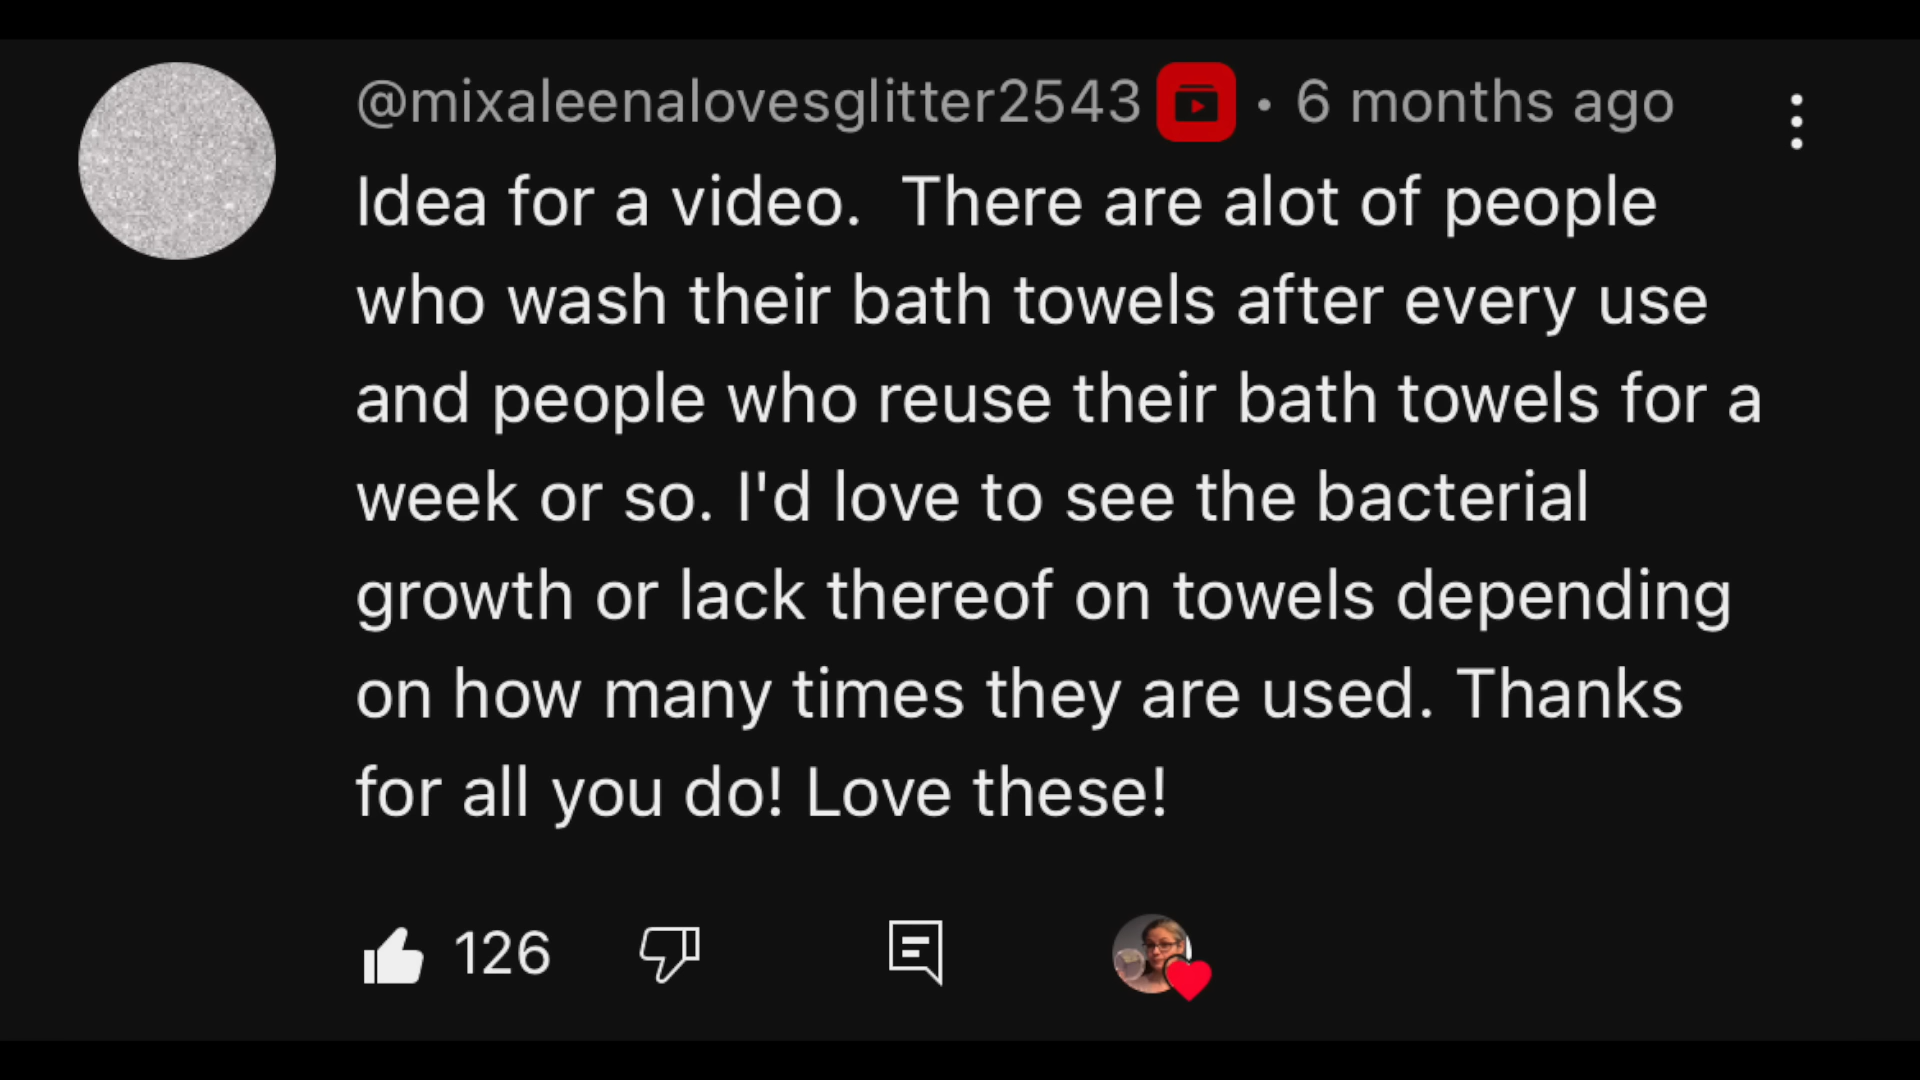 @mixaleenalovesglitter2543 • 6 months ago
Idea for a video.  There are alot of people
who wash their bath towels after every use
and people who reuse their bath towels for a
week or so. I'd love to see the bacterial
growth or lack thereof on towels depending
on how many times they are used. Thanks
for all you do! Love these!
126